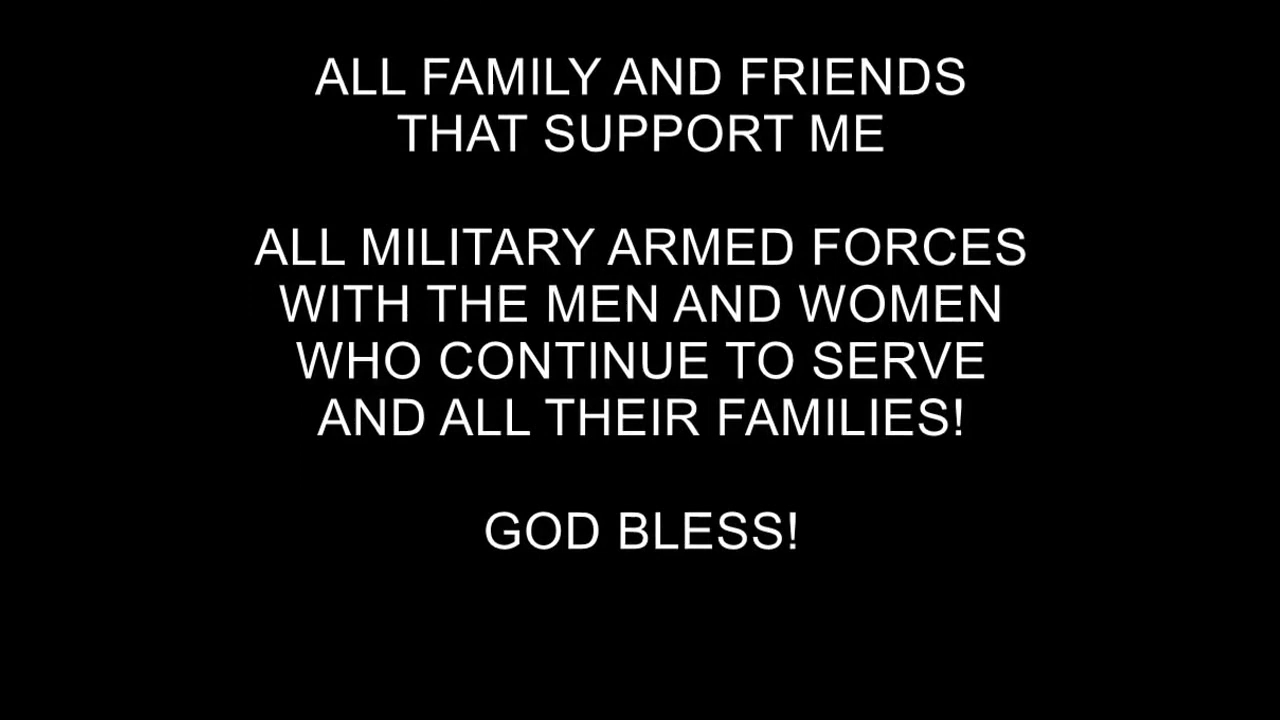 ALL FAMILY AND FRIENDS
THAT SUPPORT ME
ALL MILITARY ARMED FORCES
WITH THE MEN AND WOMEN
WHO CONTINUE TO SERVE
AND ALL THEIR FAMILIES!
GOD BLESS!